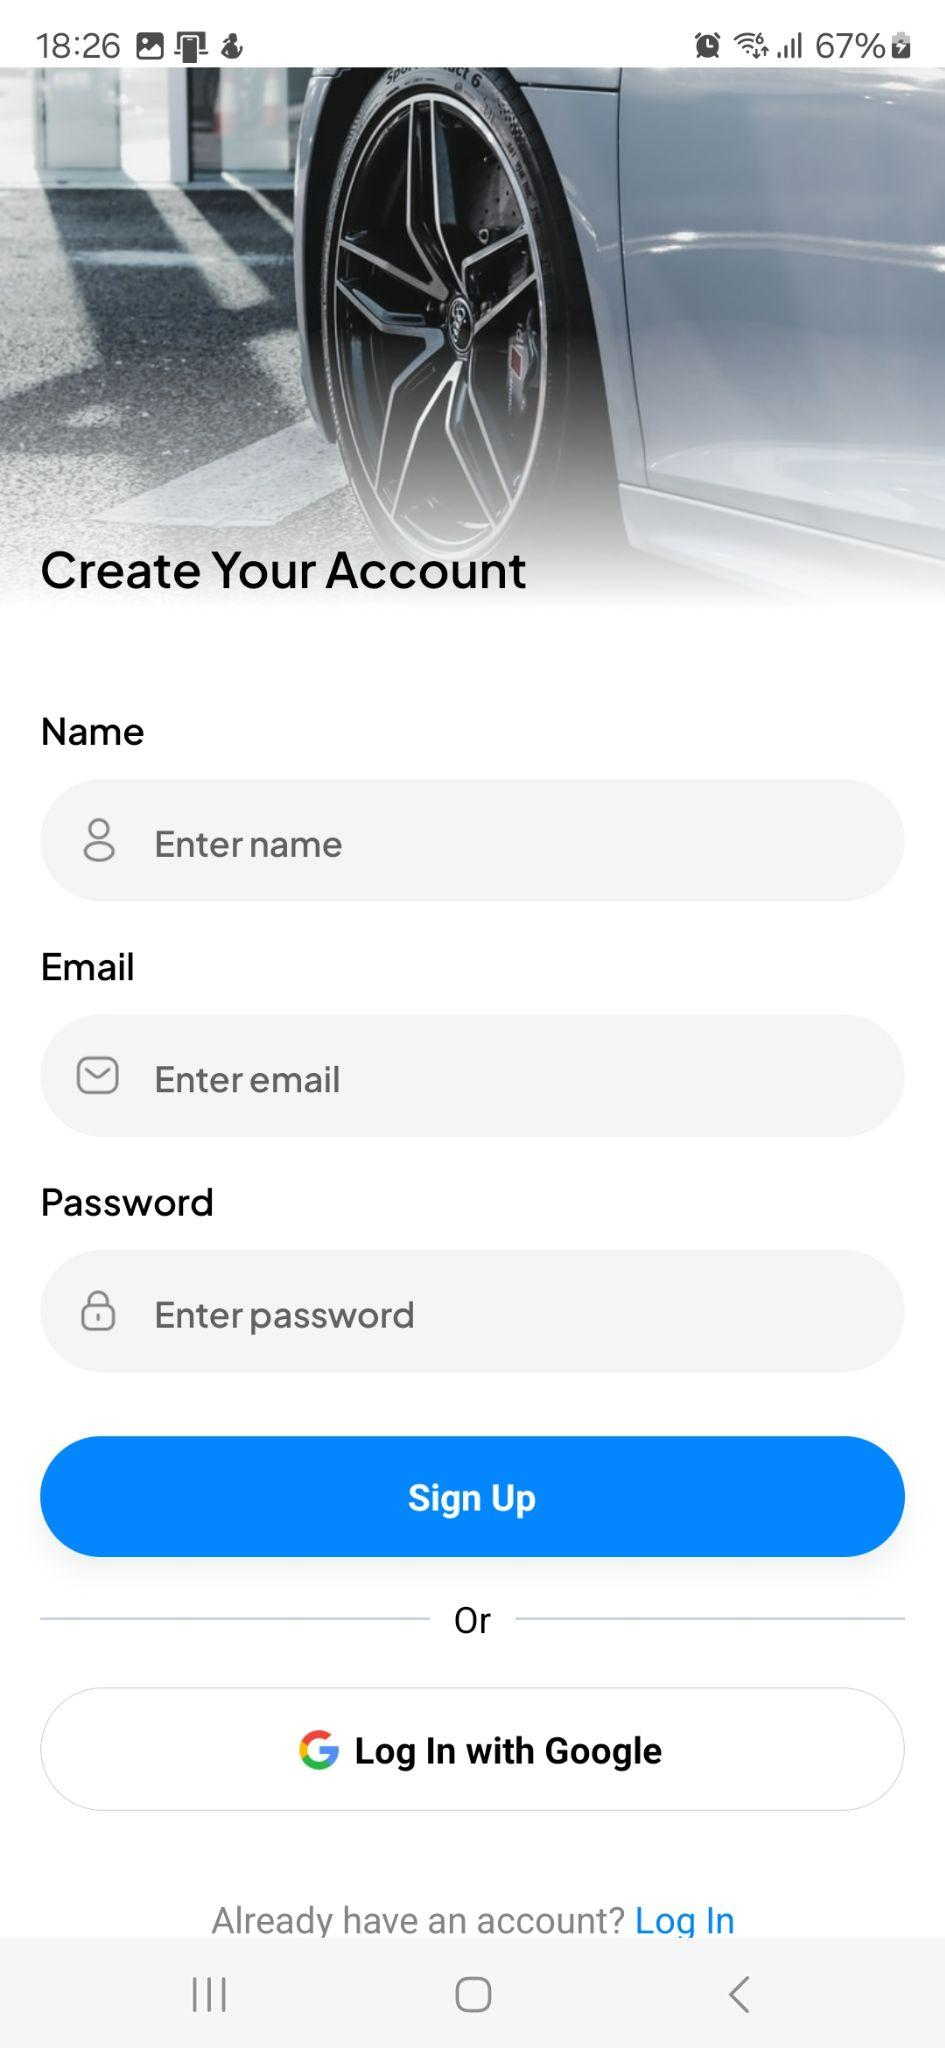 18:26
67%
Create Your Account
Name
Enter name
Email
Enter email
Password
Enter password
Sign Up
Or
Log In with Google
Already have an account? Log In